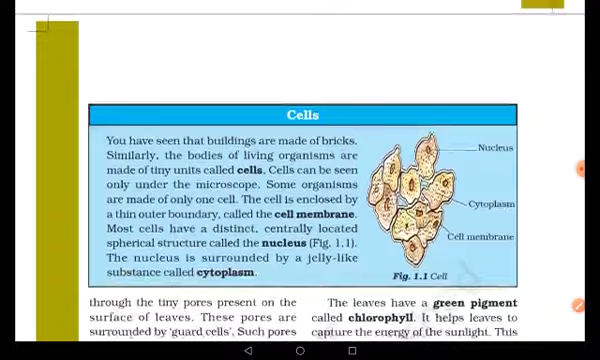 Cells
You have seen that buildings are made of bricks.
Similarly, the bodies of living organisms are
made of tiny units called cells. Cells can be seen
only under the microscope. Some organisms
are made of only one cell. The cell is enclosed by
a thin outer boundary, called the cell membrane.
Most cells have a distinct, centrally located
spherical structure called the nucleus (Fig. 1.1).
The nucleus is surrounded by a jelly-like
substance called cytoplasm.
Nucleus
Cytoplasm
Cell membrane
Fig. 1.1 Cell
through the tiny pores present on the
surface of leaves. These pores are
surrounded by ‘guard cells’. Such pores
The leaves have a green pigment
called chlorophyll. It helps leaves to
capture the energy of the sunlight. This